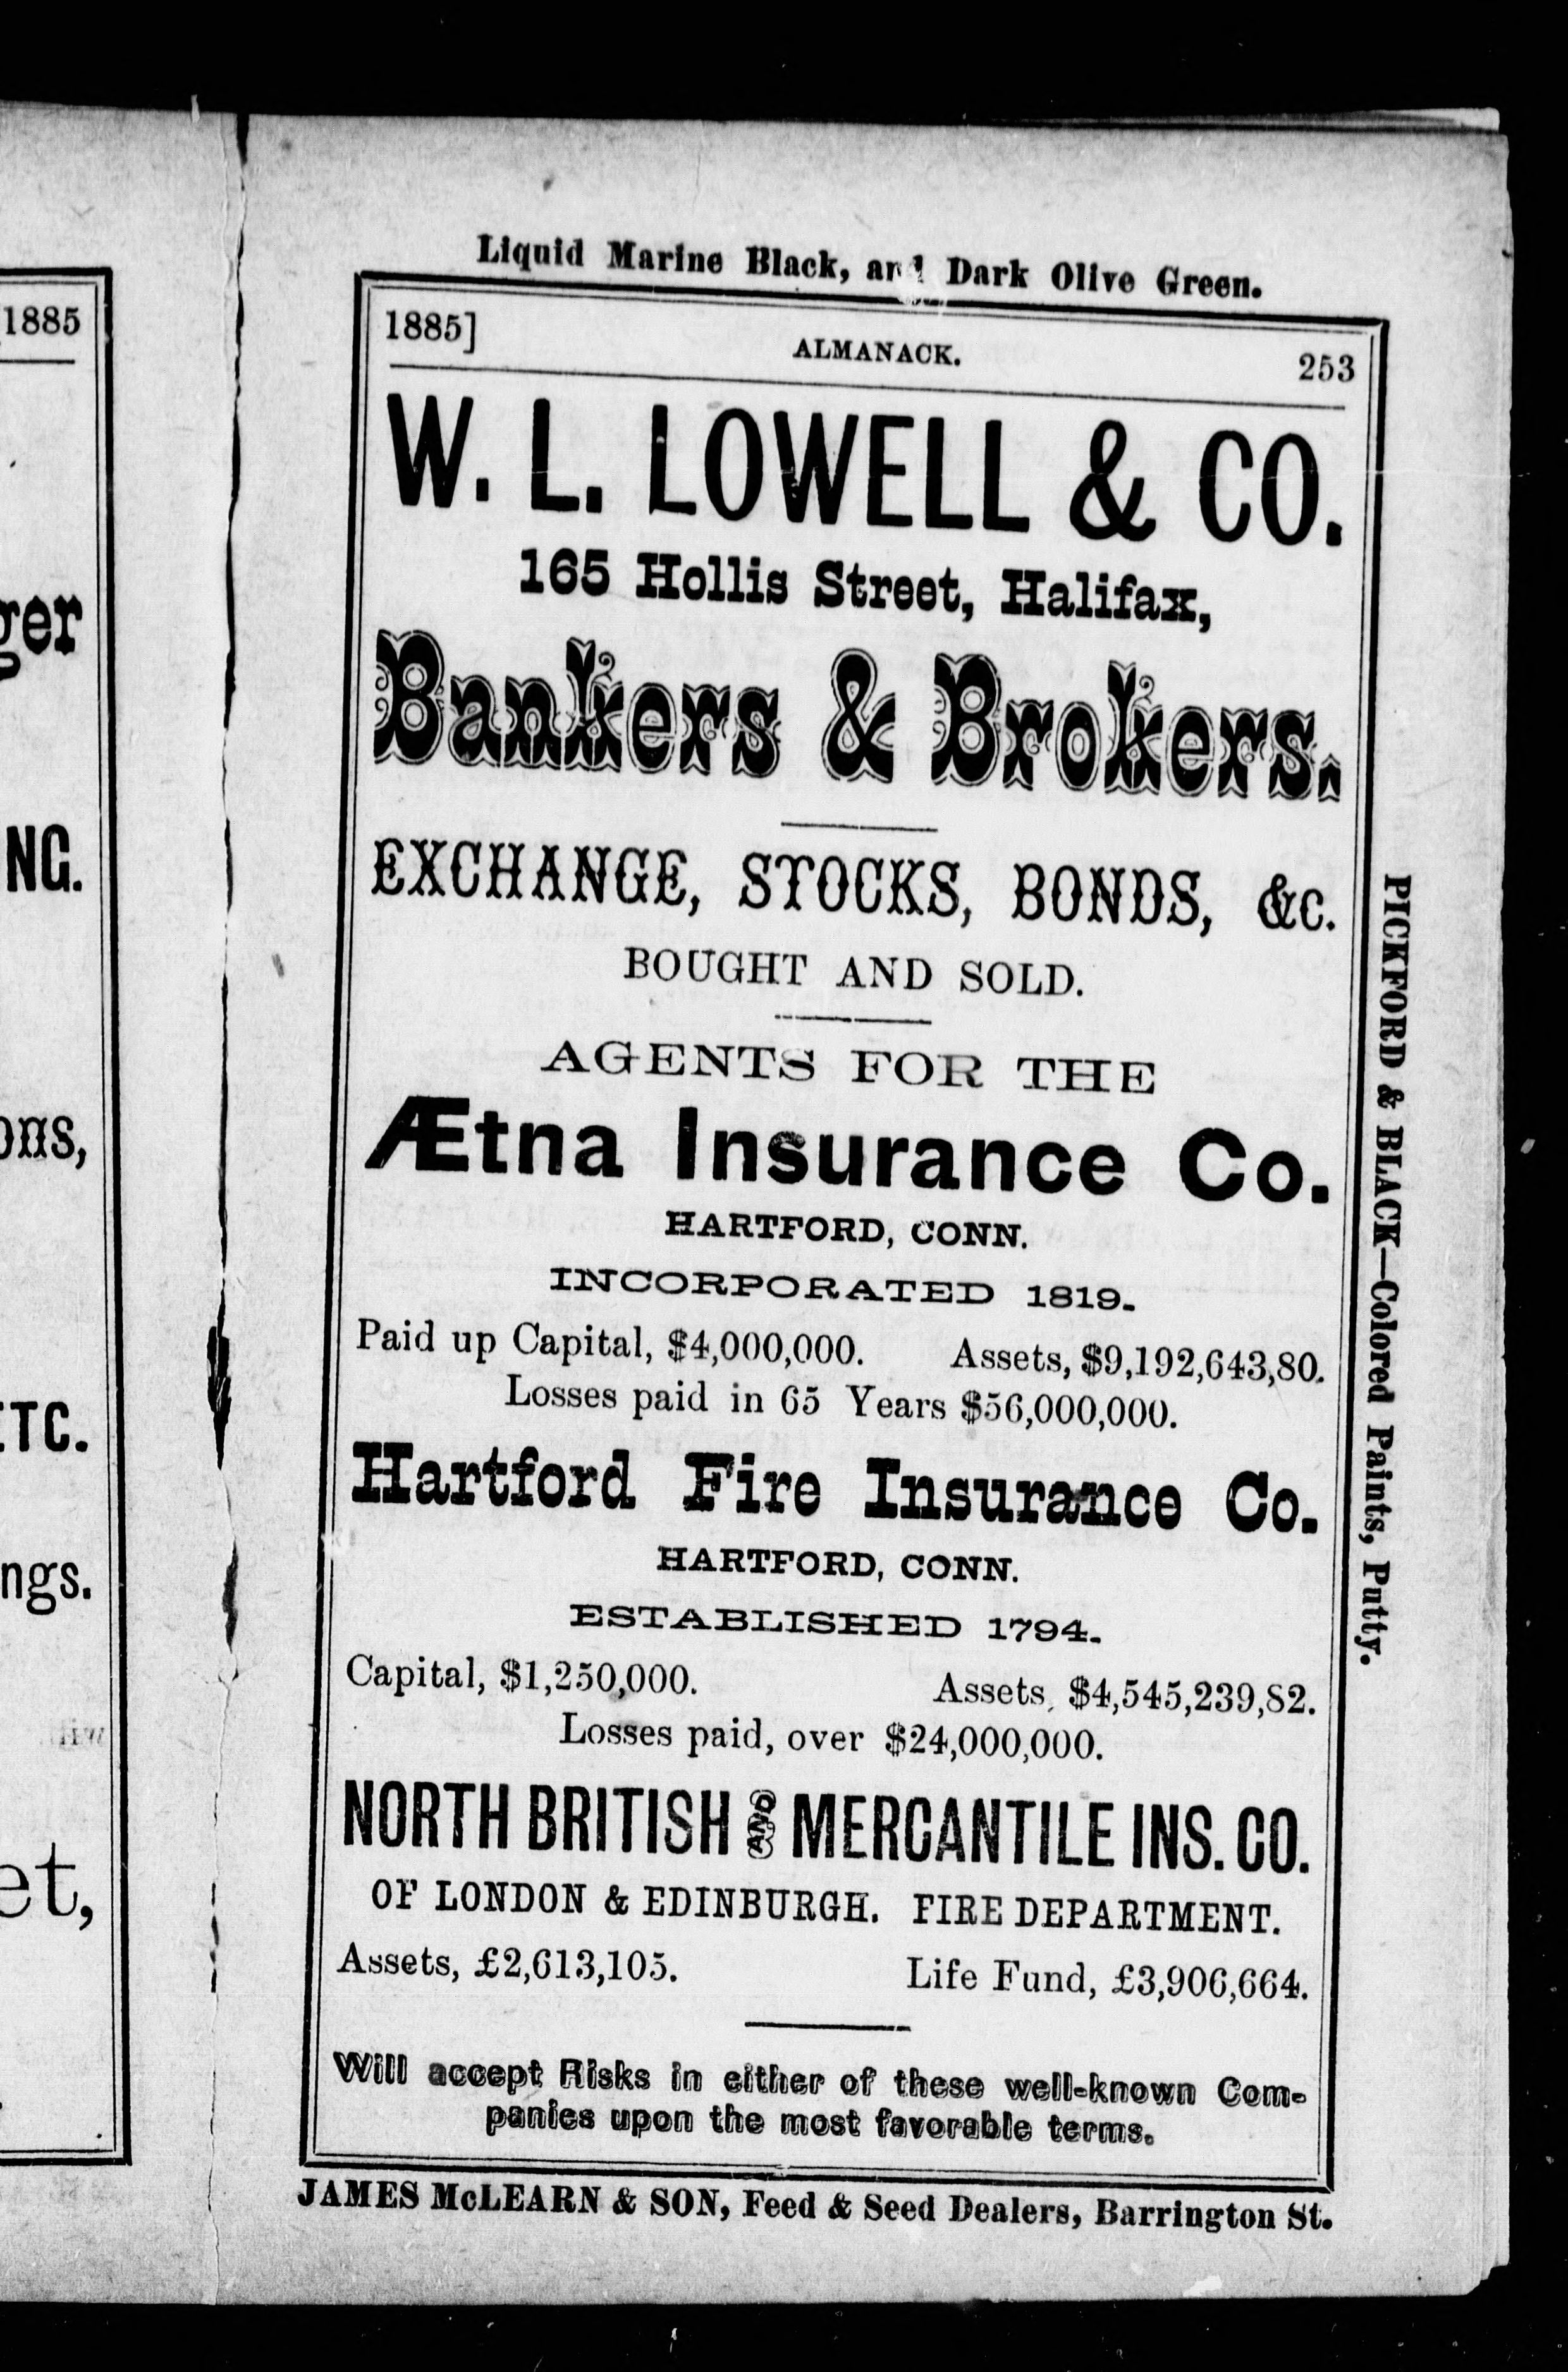 1885
ger
NG.
ons,
ETC.
ngs.
et,
Liquid Marine Black, and Dark Olive Green.
1885] ALMANACK. 253
W. L. LOWELL & CO.
165 Hollis Street, Halifax,
Bankers & Brokers.
EXCHANGE, STOCKS, BONDS, &c.
BOUGHT AND SOLD.
AGENTS FOR THE
Ætna Insurance Co.
HARTFORD, CONN.
INCORPORATED 1819.
Paid up Capital, $4,000,000. Assets, $9,192,643,80.
Losses paid in 65 Years $56,000,000.
Hartford Fire Insurance Co.
HARTFORD, CONN.
ESTABLISHED 1794.
Capital, $1,250,000. Assets, $4,545,239,82.
Losses paid, over $24,000,000.
NORTH BRITISH AND MERCANTILE INS. CO.
OF LONDON & EDINBURGH. FIRE DEPARTMENT.
Assets, £2,613,105. Life Fund, £3,906,664.
Will accept Risks in either of these well-known Com-
panies upon the most favorable terms.
JAMES McLEARN & SON, Feed & Seed Dealers, Barrington St.
PICKFORD & BLACK—Colored Paints, Putty.